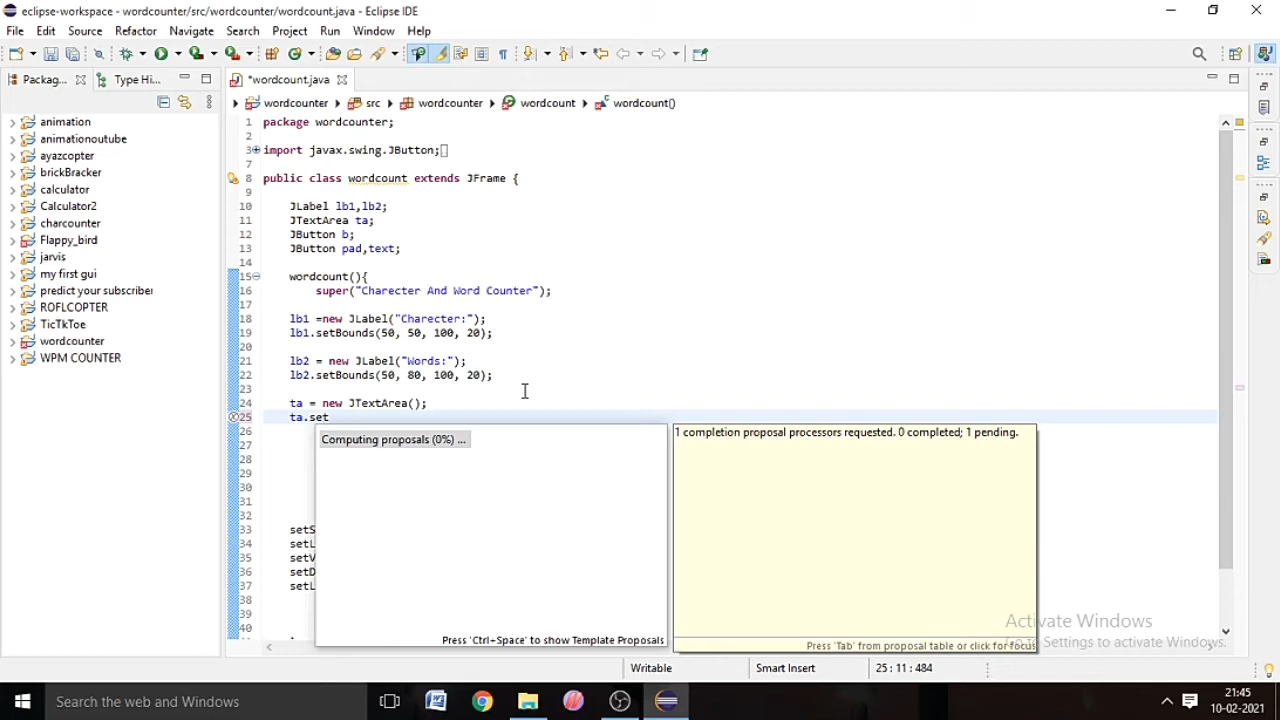 eclipse-workspace - wordcounter/src/wordcounter/wordcount.java - Eclipse IDE
File Edit Source Refactor Navigate Search Project Run Window Help
Packag... Type Hi... *wordcount.java
wordcounter src wordcounter wordcount wordcount()
animation
animationoutube
ayazcopter
brickBracker
calculator
Calculator2
charcounter
Flappy_bird
jarvis
my first gui
predict your subscriber
ROFLCOPTER
TicTkToe
wordcounter
WPM COUNTER
1 package wordcounter;
2
3 import javax.swing.JButton;
7
8 public class wordcount extends JFrame {
9
10 JLabel lb1,lb2;
11 JTextArea ta;
12 JButton b;
13 JButton pad,text;
14
15 wordcount(){
16 super("Charecter And Word Counter");
17
18 lb1 =new JLabel("Charecter:");
19 lb1.setBounds(50, 50, 100, 20);
20
21 lb2 = new JLabel("Words:");
22 lb2.setBounds(50, 80, 100, 20);
23
24 ta = new JTextArea();
25 ta.set
26
27
28
29
30
31
32
33 setS
34 setL
35 setV
36 setD
37 setL
38
39
40
Computing proposals (0%) ...
Press 'Ctrl+Space' to show Template Proposals
1 completion proposal processors requested. 0 completed; 1 pending.
Press 'Tab' from proposal table or click for focus
Activate Windows
Go to Settings to activate Windows.
Writable Smart Insert 25 : 11 : 484
Search the web and Windows
21:45
10-02-2021